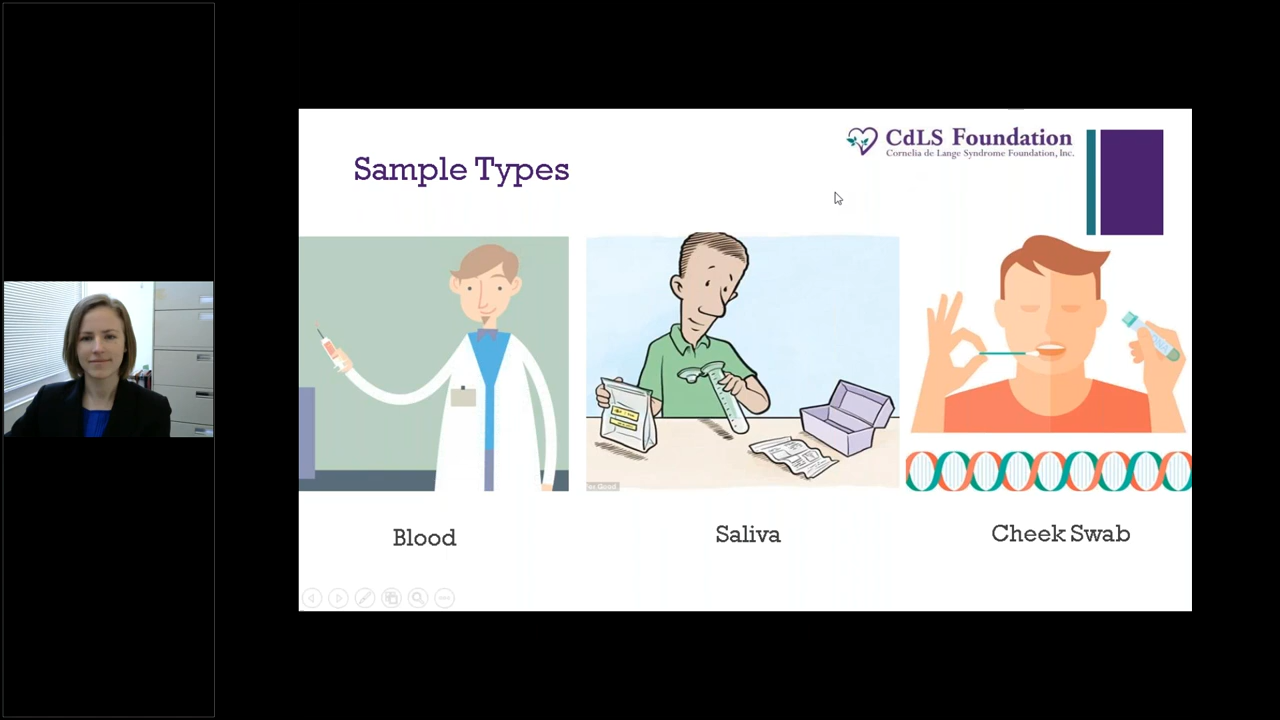 CdLS Foundation
Cornelia de Lange Syndrome Foundation, Inc.
Sample Types
Blood
Saliva
Cheek Swab